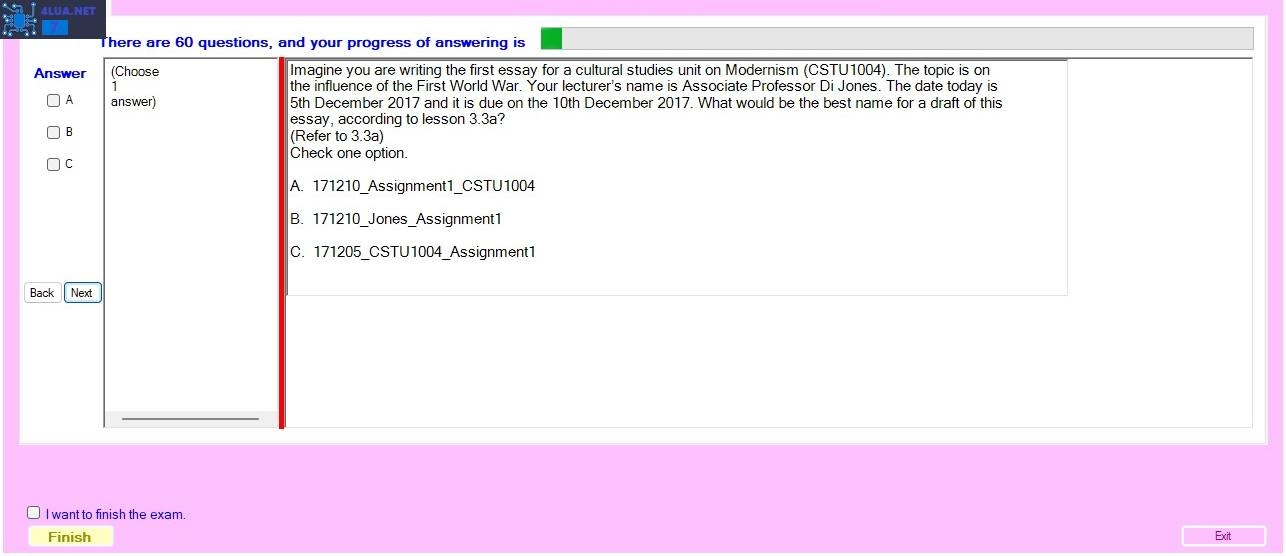 4LUA.NET
There are 60 questions, and your progress of answering is
Answer
(Choose
1
answer)
A
B
C
Imagine you are writing the first essay for a cultural studies unit on Modernism (CSTU1004). The topic is on
the influence of the First World War. Your lecturer's name is Associate Professor Di Jones. The date today is
5th December 2017 and it is due on the 10th December 2017. What would be the best name for a draft of this
essay, according to lesson 3.3a?
(Refer to 3.3a)
Check one option.
A. 171210_Assignment1_CSTU1004
B. 171210_Jones_Assignment1
C. 171205_CSTU1004_Assignment1
Back Next
I want to finish the exam.
Finish
Exit